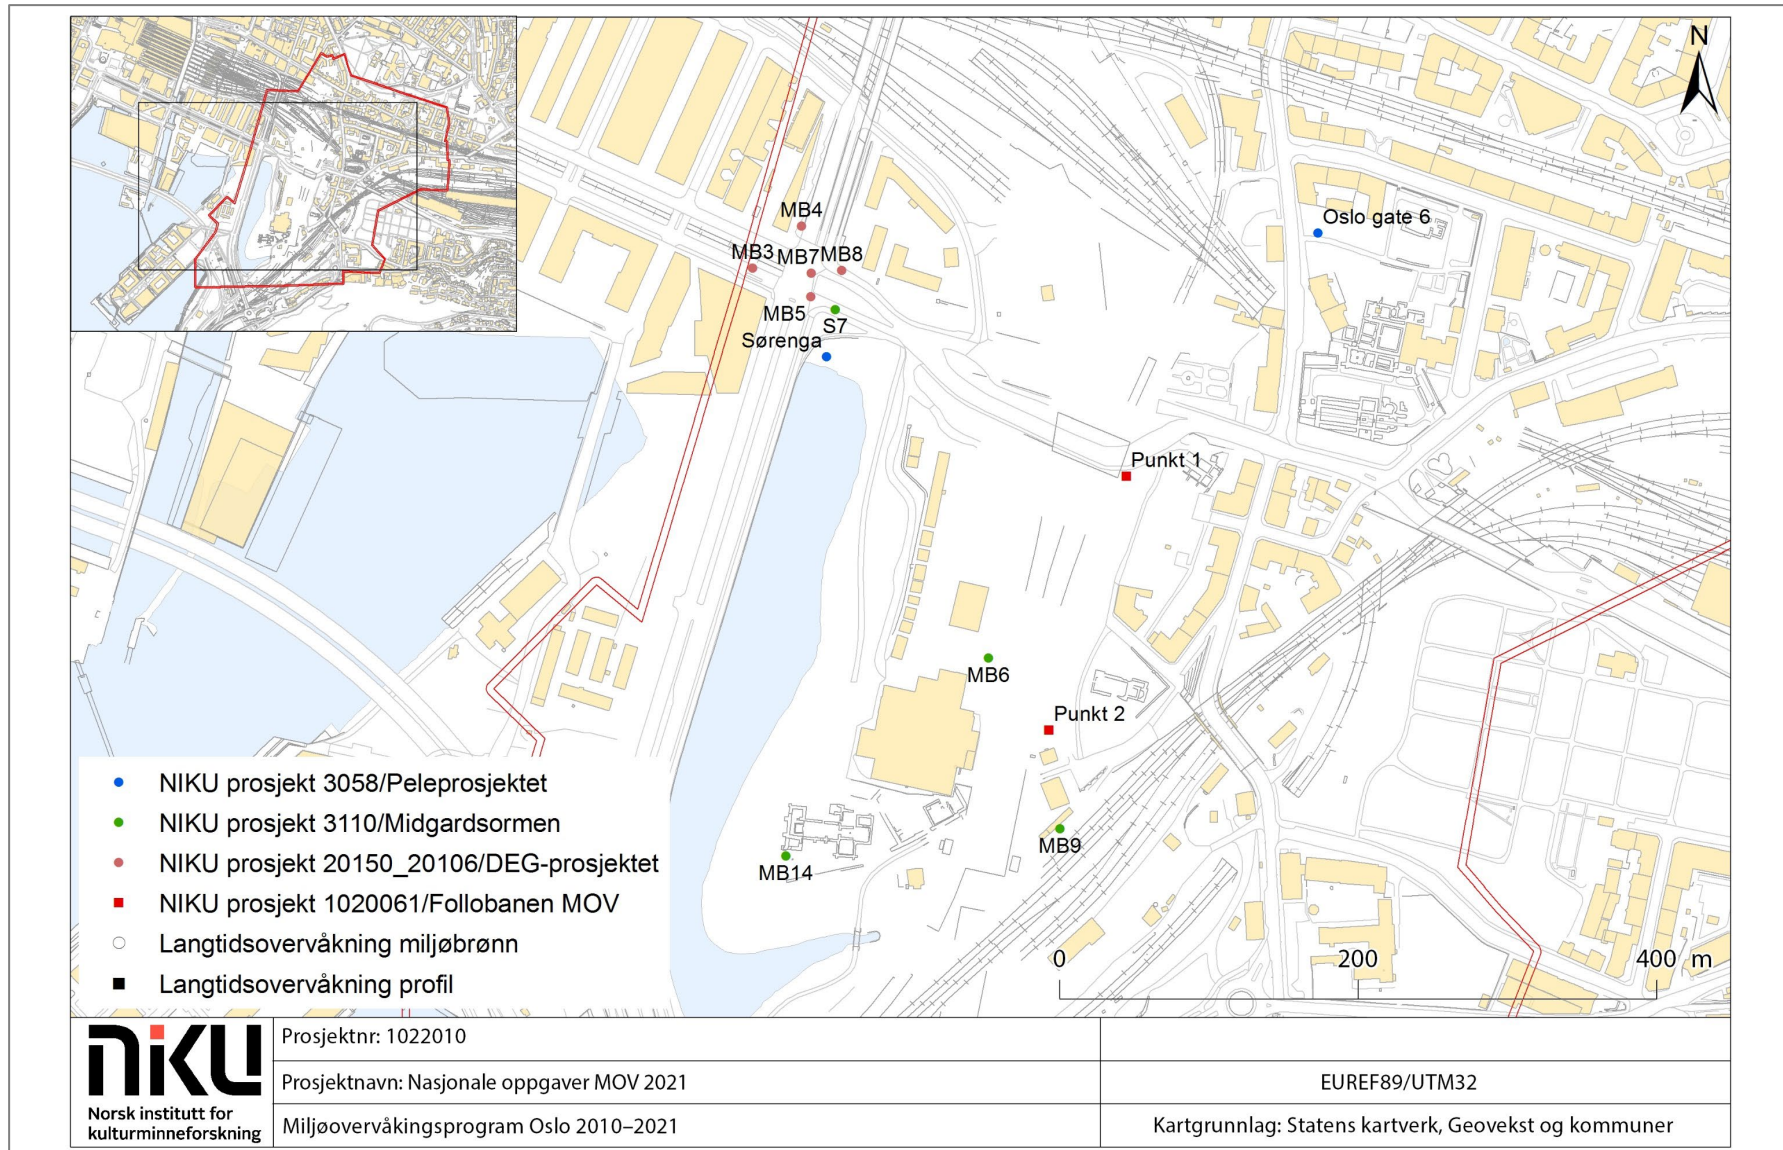 N
Oslo gate 6
MB4
MB3
MB7
MB8
MB5
S7
Sørenga
Punkt 1
MB6
Punkt 2
MB9
MB14
NIKU prosjekt 3058/Peleprosjektet
NIKU prosjekt 3110/Midgardsormen
NIKU prosjekt 20150_20106/DEG-prosjektet
NIKU prosjekt 1020061/Follobanen MOV
Langtidsovervåkning miljøbrønn
Langtidsovervåkning profil
0 200 400 m
niku
Norsk institutt for
kulturminneforskning
Prosjektnr: 1022010
Prosjektnavn: Nasjonale oppgaver MOV 2021
EUREF89/UTM32
Miljøovervåkingsprogram Oslo 2010–2021
Kartgrunnlag: Statens kartverk, Geovekst og kommuner